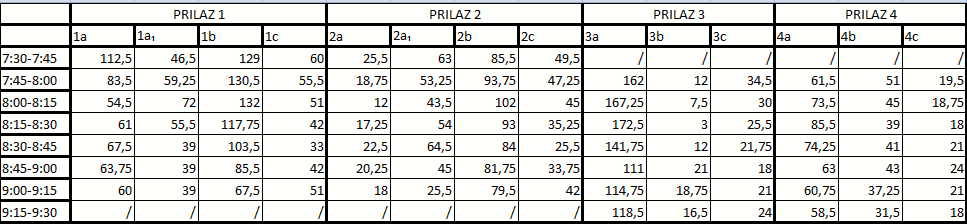 PRILAZ 1 PRILAZ 2 PRILAZ 3 PRILAZ 4
1a 1a₁ 1b 1c 2a 2a₁ 2b 2c 3a 3b 3c 4a 4b 4c
7:30-7:45 112,5 46,5 129 60 25,5 63 85,5 49,5 / / / / / /
7:45-8:00 83,5 59,25 130,5 55,5 18,75 53,25 93,75 47,25 162 12 34,5 61,5 51 19,5
8:00-8:15 54,5 72 132 51 12 43,5 102 45 167,25 7,5 30 73,5 45 18,75
8:15-8:30 61 55,5 117,75 42 17,25 54 93 35,25 172,5 3 25,5 85,5 39 18
8:30-8:45 67,5 39 103,5 33 22,5 64,5 84 25,5 141,75 12 21,75 74,25 41 21
8:45-9:00 63,75 39 85,5 42 20,25 45 81,75 33,75 111 21 18 63 43 24
9:00-9:15 60 39 67,5 51 18 25,5 79,5 42 114,75 18,75 21 60,75 37,25 21
9:15-9:30 / / / / / / / / 118,5 16,5 24 58,5 31,5 18